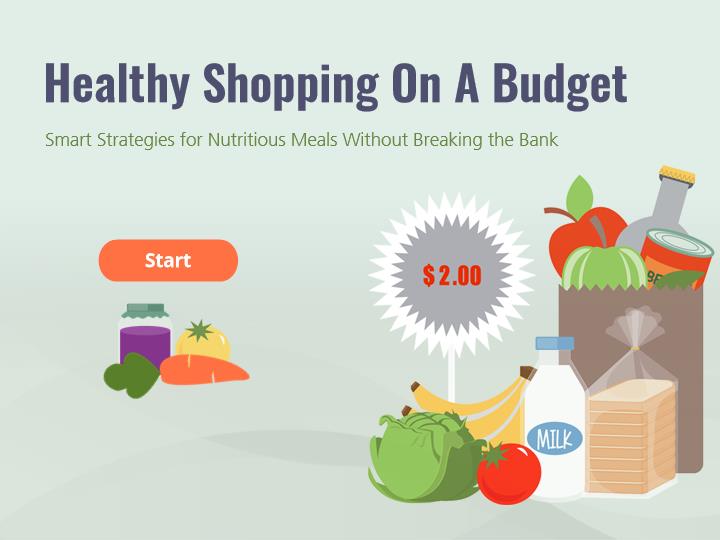 Healthy Shopping On A Budget
Smart Strategies for Nutritious Meals Without Breaking the Bank
Start
$2.00
MILK